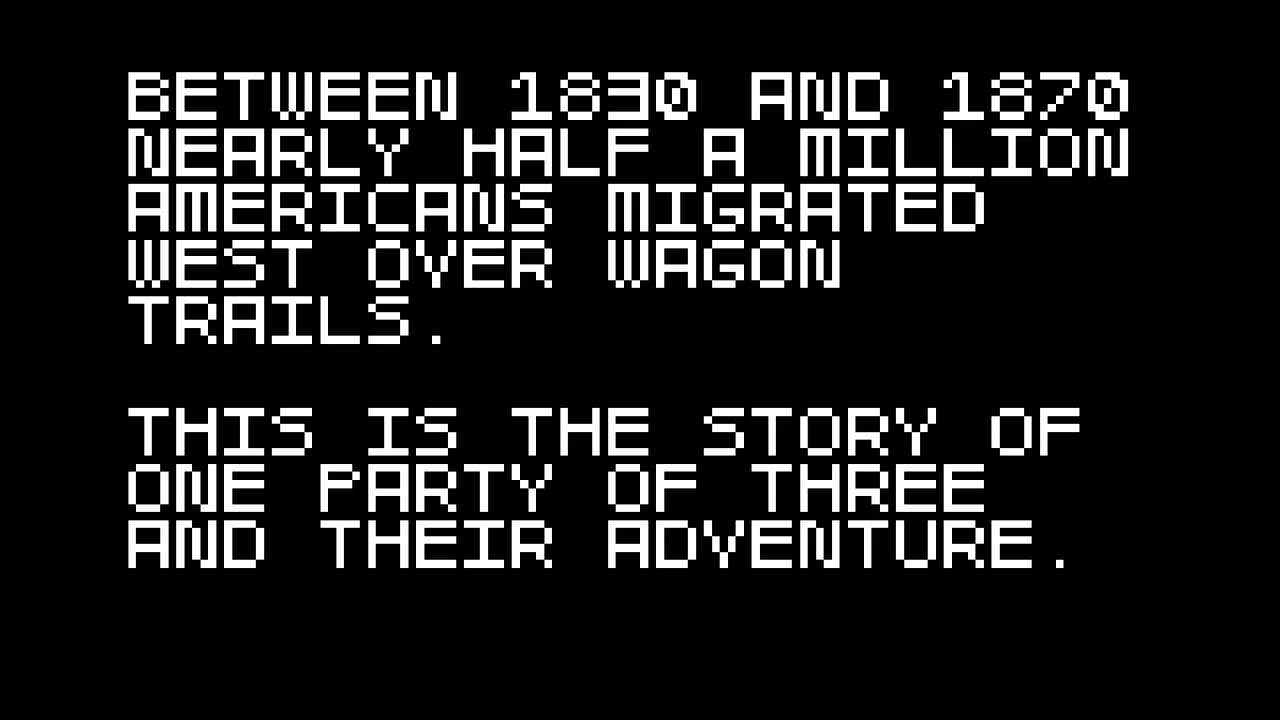 BETWEEN 1830 AND 1870
NEARLY HALF A MILLION
AMERICANS MIGRATED
WEST OVER WAGON
TRAILS.
THIS IS THE STORY OF
ONE PARTY OF THREE
AND THEIR ADVENTURE.